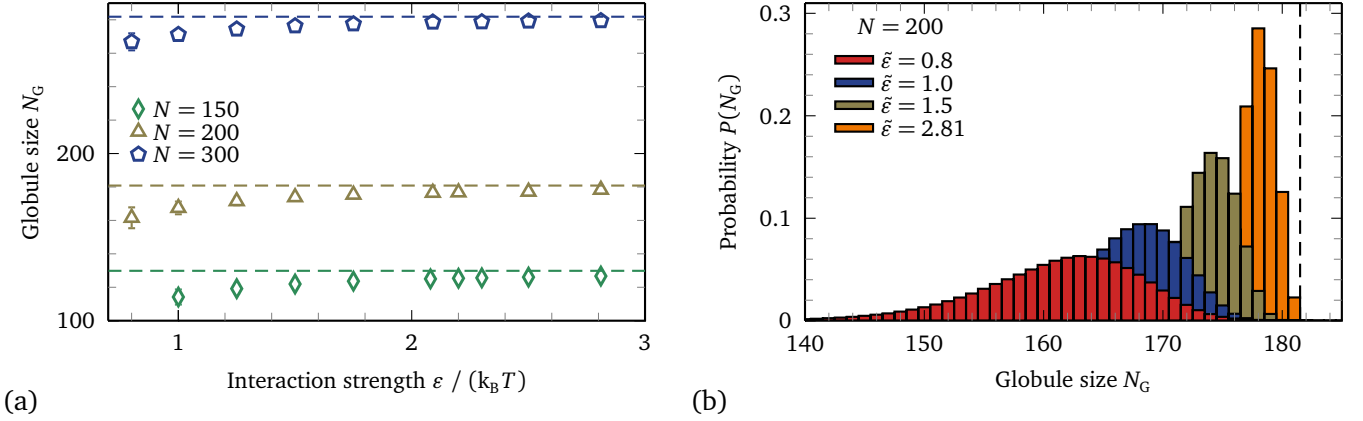 200
100
1
2
3
Globule size N_G
N = 150
N = 200
N = 300
Interaction strength ε / (k_BT)
(a)
0.3
0.2
0.1
0
140
150
160
170
180
Probability P(N_G)
N = 200
ε̃ = 0.8
ε̃ = 1.0
ε̃ = 1.5
ε̃ = 2.81
Globule size N_G
(b)